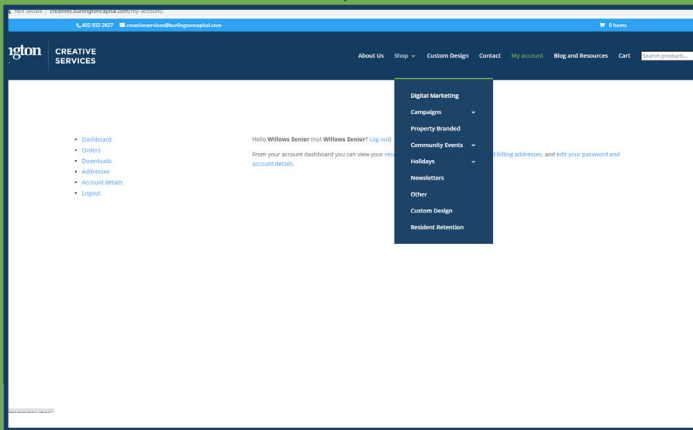 Not secure | creatives.burlingtoncapital.com/my-account/
402-932-2627 creativeservices@burlingtoncapital.com 0 Items
ngton CREATIVE SERVICES
About Us Shop Custom Design Contact My account Blog and Resources Cart Search products...
Digital Marketing
Campaigns
Property Branded
Community Events
Holidays
Newsletters
Other
Custom Design
Resident Retention
Dashboard
Orders
Downloads
Addresses
Account details
Logout
Hello Willows Senior (not Willows Senior? Log out)
From your account dashboard you can view your billing addresses, and edit your password and
account details.